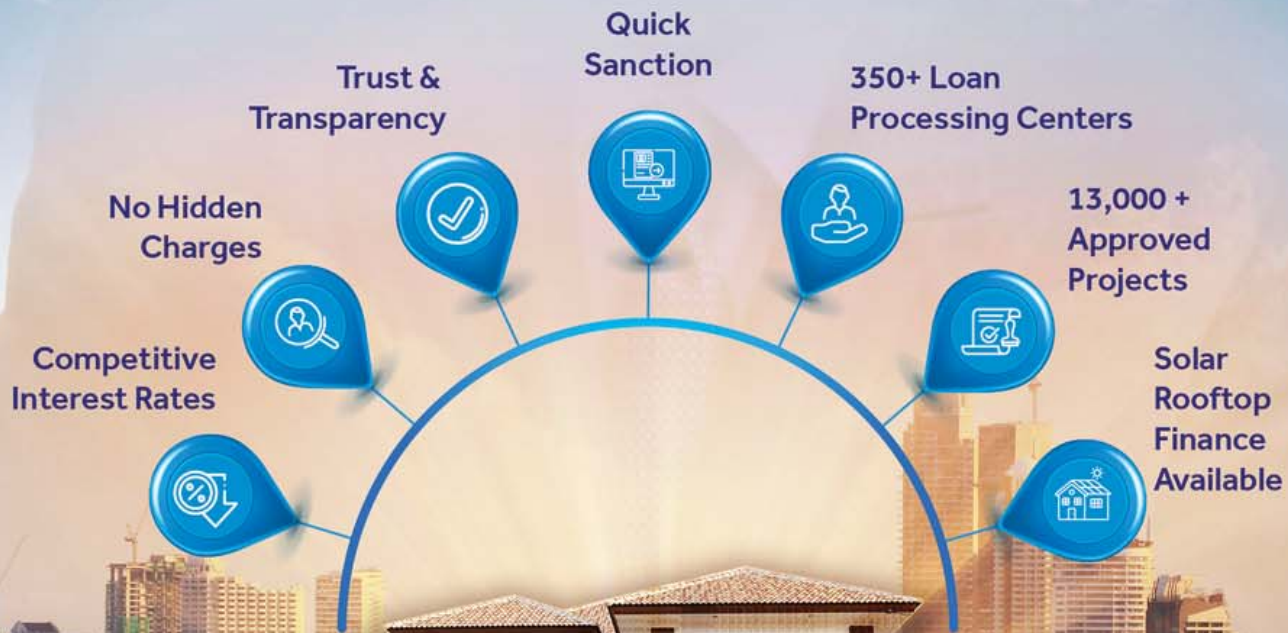 Quick
Sanction
Trust &
Transparency
350+ Loan
Processing Centers
No Hidden
Charges
13,000 +
Approved
Projects
Competitive
Interest Rates
Solar
Rooftop
Finance
Available